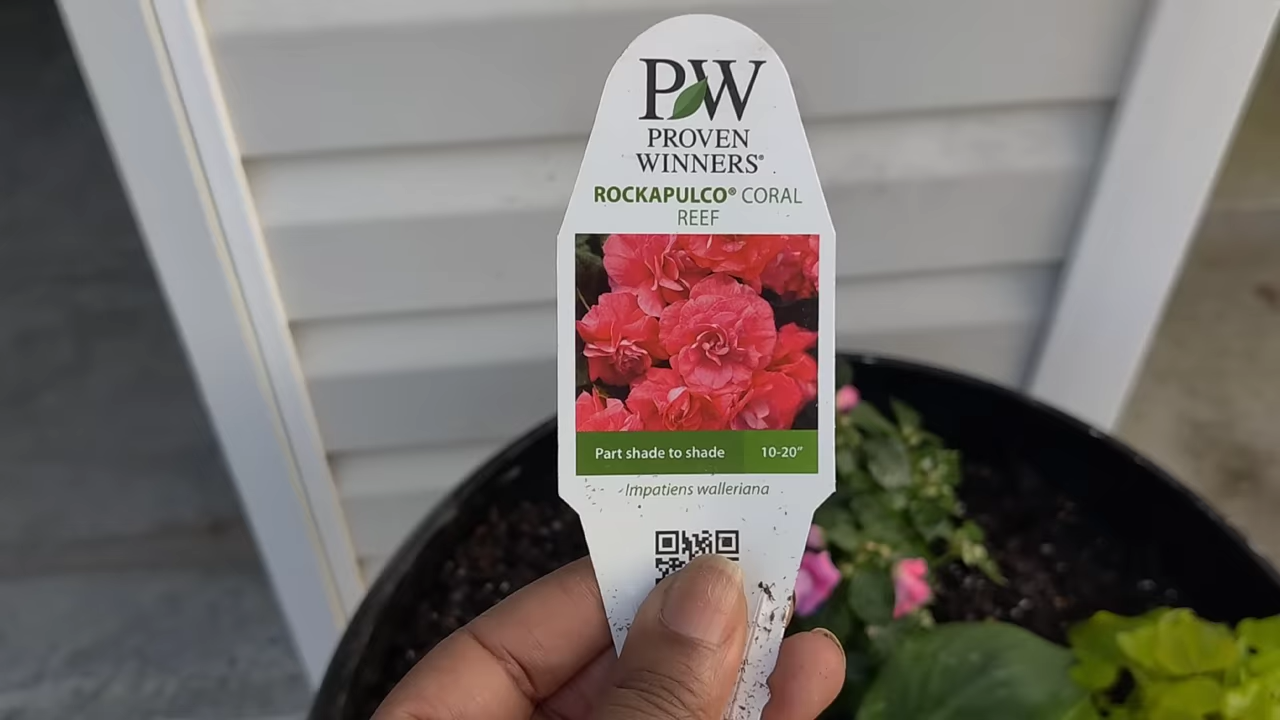 PW
PROVEN
WINNERS®
ROCKAPULCO® CORAL
REEF
Part shade to shade 10-20"
Impatiens walleriana